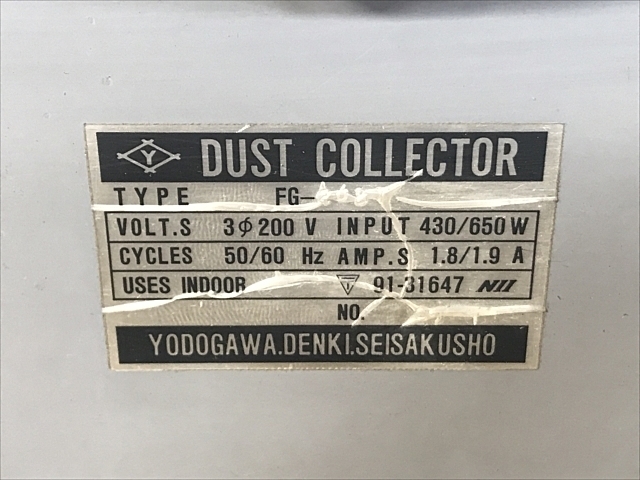 Y DUST COLLECTOR
TYPE FG-
VOLT.S 3φ200 V INPUT 430/650W
CYCLES 50/60 Hz AMP.S 1.8/1.9 A
USES INDOOR 91-31647
NO.
YODOGAWA.DENKI.SEISAKUSHO